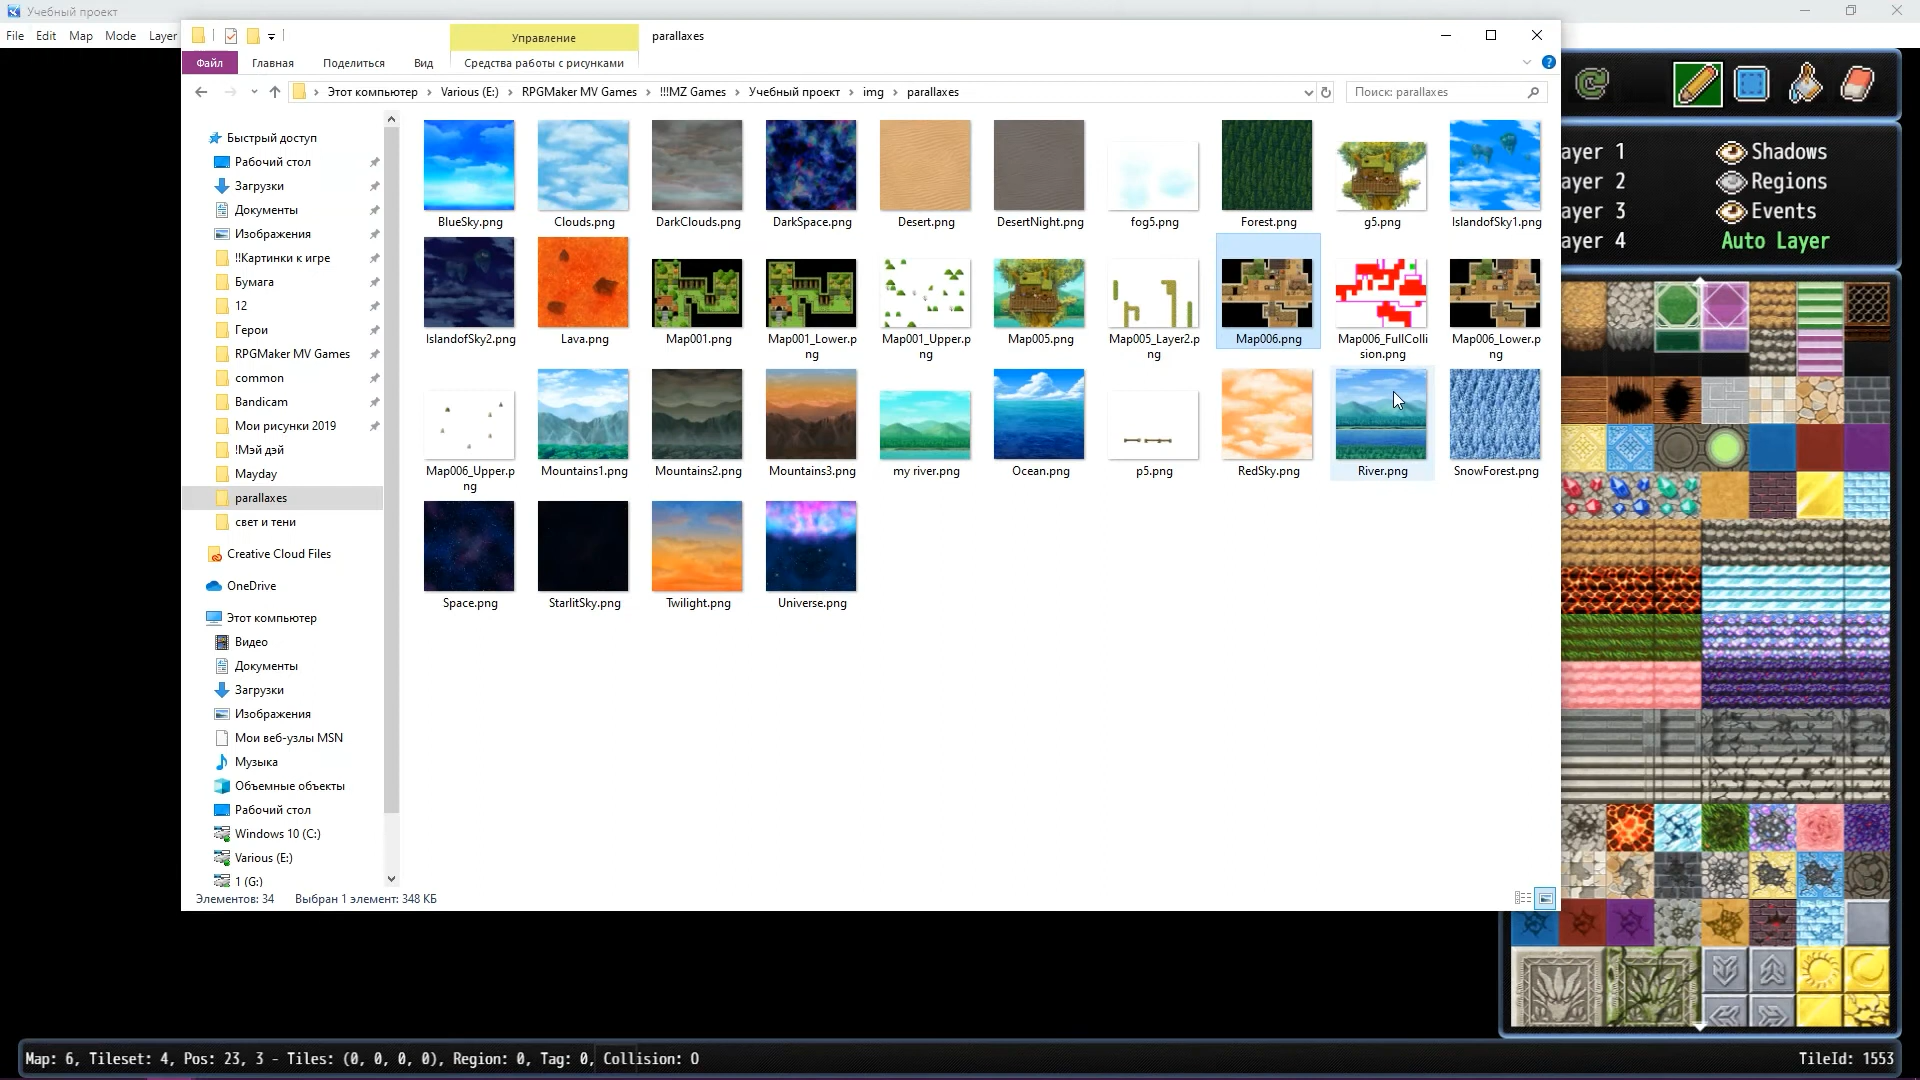 Учебный проект
File Edit Map Mode Layer
Управление
parallaxes
Файл Главная Поделиться Вид Средства работы с рисунками
Этот компьютер Various (E:) RPGMaker MV Games !!!MZ Games Учебный проект img parallaxes
Поиск: parallaxes
Быстрый доступ
Рабочий стол
Загрузки
Документы
Изображения
!!Картинки к игре
Бумага
12
Герои
RPGMaker MV Games
common
Bandicam
Мои рисунки 2019
!Мэй дэй
Mayday
parallaxes
свет и тени
Creative Cloud Files
OneDrive
Этот компьютер
Видео
Документы
Загрузки
Изображения
Мои веб-узлы MSN
Музыка
Объемные объекты
Рабочий стол
Windows 10 (C:)
Various (E:)
1 (G:)
BlueSky.png Clouds.png DarkClouds.png DarkSpace.png Desert.png DesertNight.png fog5.png Forest.png g5.png IslandofSky1.png
IslandofSky2.png Lava.png Map001.png Map001_Lower.p Map001_Upper.p Map005.png Map005_Layer2.p Map006.png Map006_FullColli Map006_Lower.p
ng ng ng sion.png ng
Map006_Upper.p Mountains1.png Mountains2.png Mountains3.png my river.png Ocean.png p5.png RedSky.png River.png SnowForest.png
ng
Space.png StarlitSky.png Twilight.png Universe.png
Элементов: 34 Выбран 1 элемент: 348 КБ
ayer 1 Shadows
ayer 2 Regions
ayer 3 Events
ayer 4 Auto Layer
Map: 6, Tileset: 4, Pos: 23, 3 - Tiles: (0, 0, 0, 0), Region: 0, Tag: 0, Collision: O
TileId: 1553